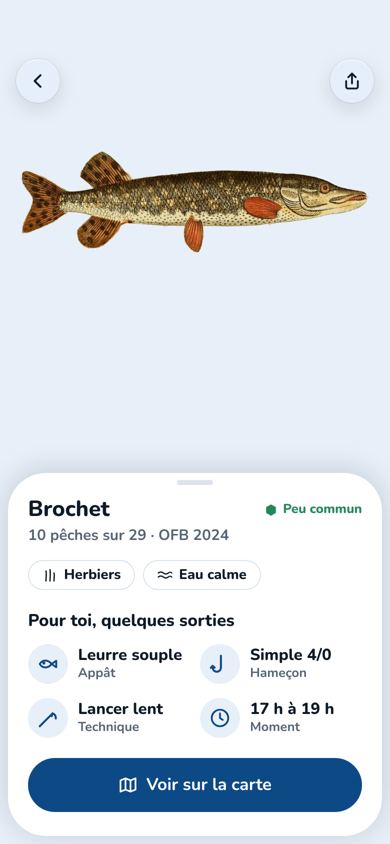 Brochet
Peu commun
10 pêches sur 29 · OFB 2024
Herbiers
Eau calme
Pour toi, quelques sorties
Leurre souple
Appât
Simple 4/0
Hameçon
Lancer lent
Technique
17 h à 19 h
Moment
Voir sur la carte